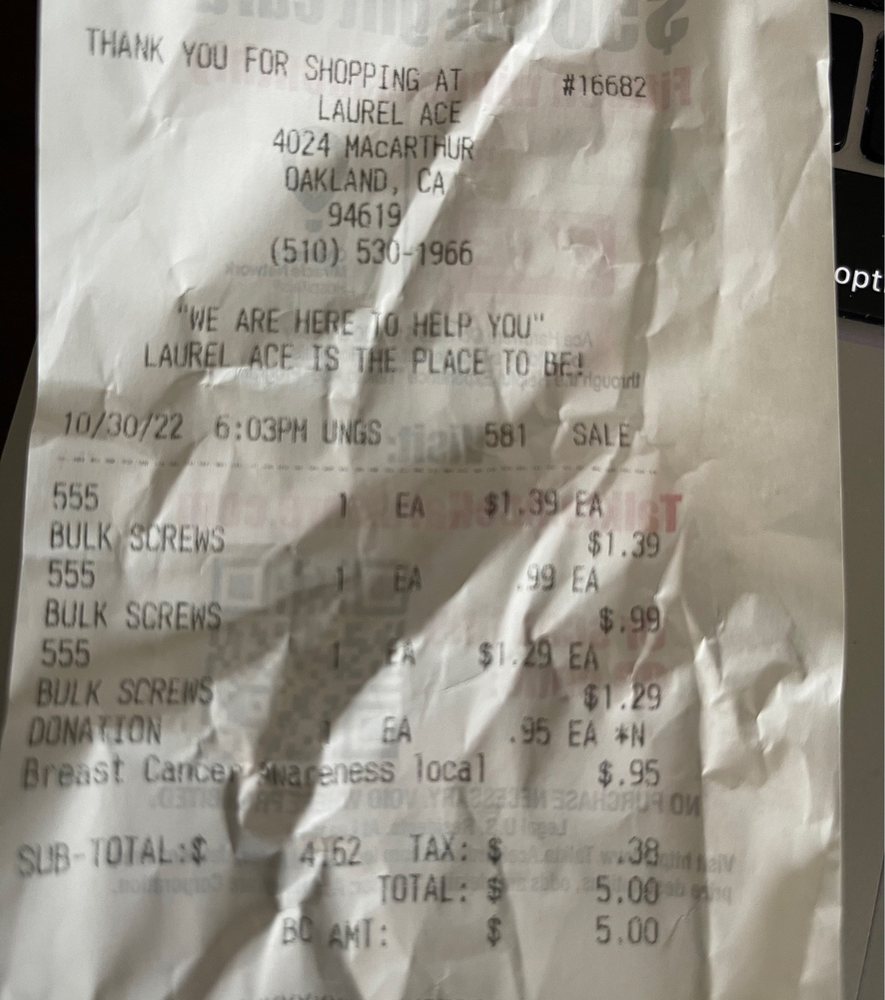 THANK YOU FOR SHOPPING AT #16682
LAUREL ACE
4024 MACARTHUR
OAKLAND, CA
94619
(510) 530-1966
"WE ARE HERE TO HELP YOU"
LAUREL ACE IS THE PLACE TO BE!
10/30/22 6:03PM UNGS 581 SALE
555 1 EA $1.39 EA
BULK SCREWS $1.39
555 1 EA .99 EA
BULK SCREWS $.99
555 1 EA $1.29 EA
BULK SCREWS $1.29
DONATION 1 EA .95 EA *N
Breast Cancer Awareness local $.95
SUB-TOTAL:$ 4.62 TAX: $ .38
TOTAL: $ 5.00
BC AMT: $ 5.00
opt